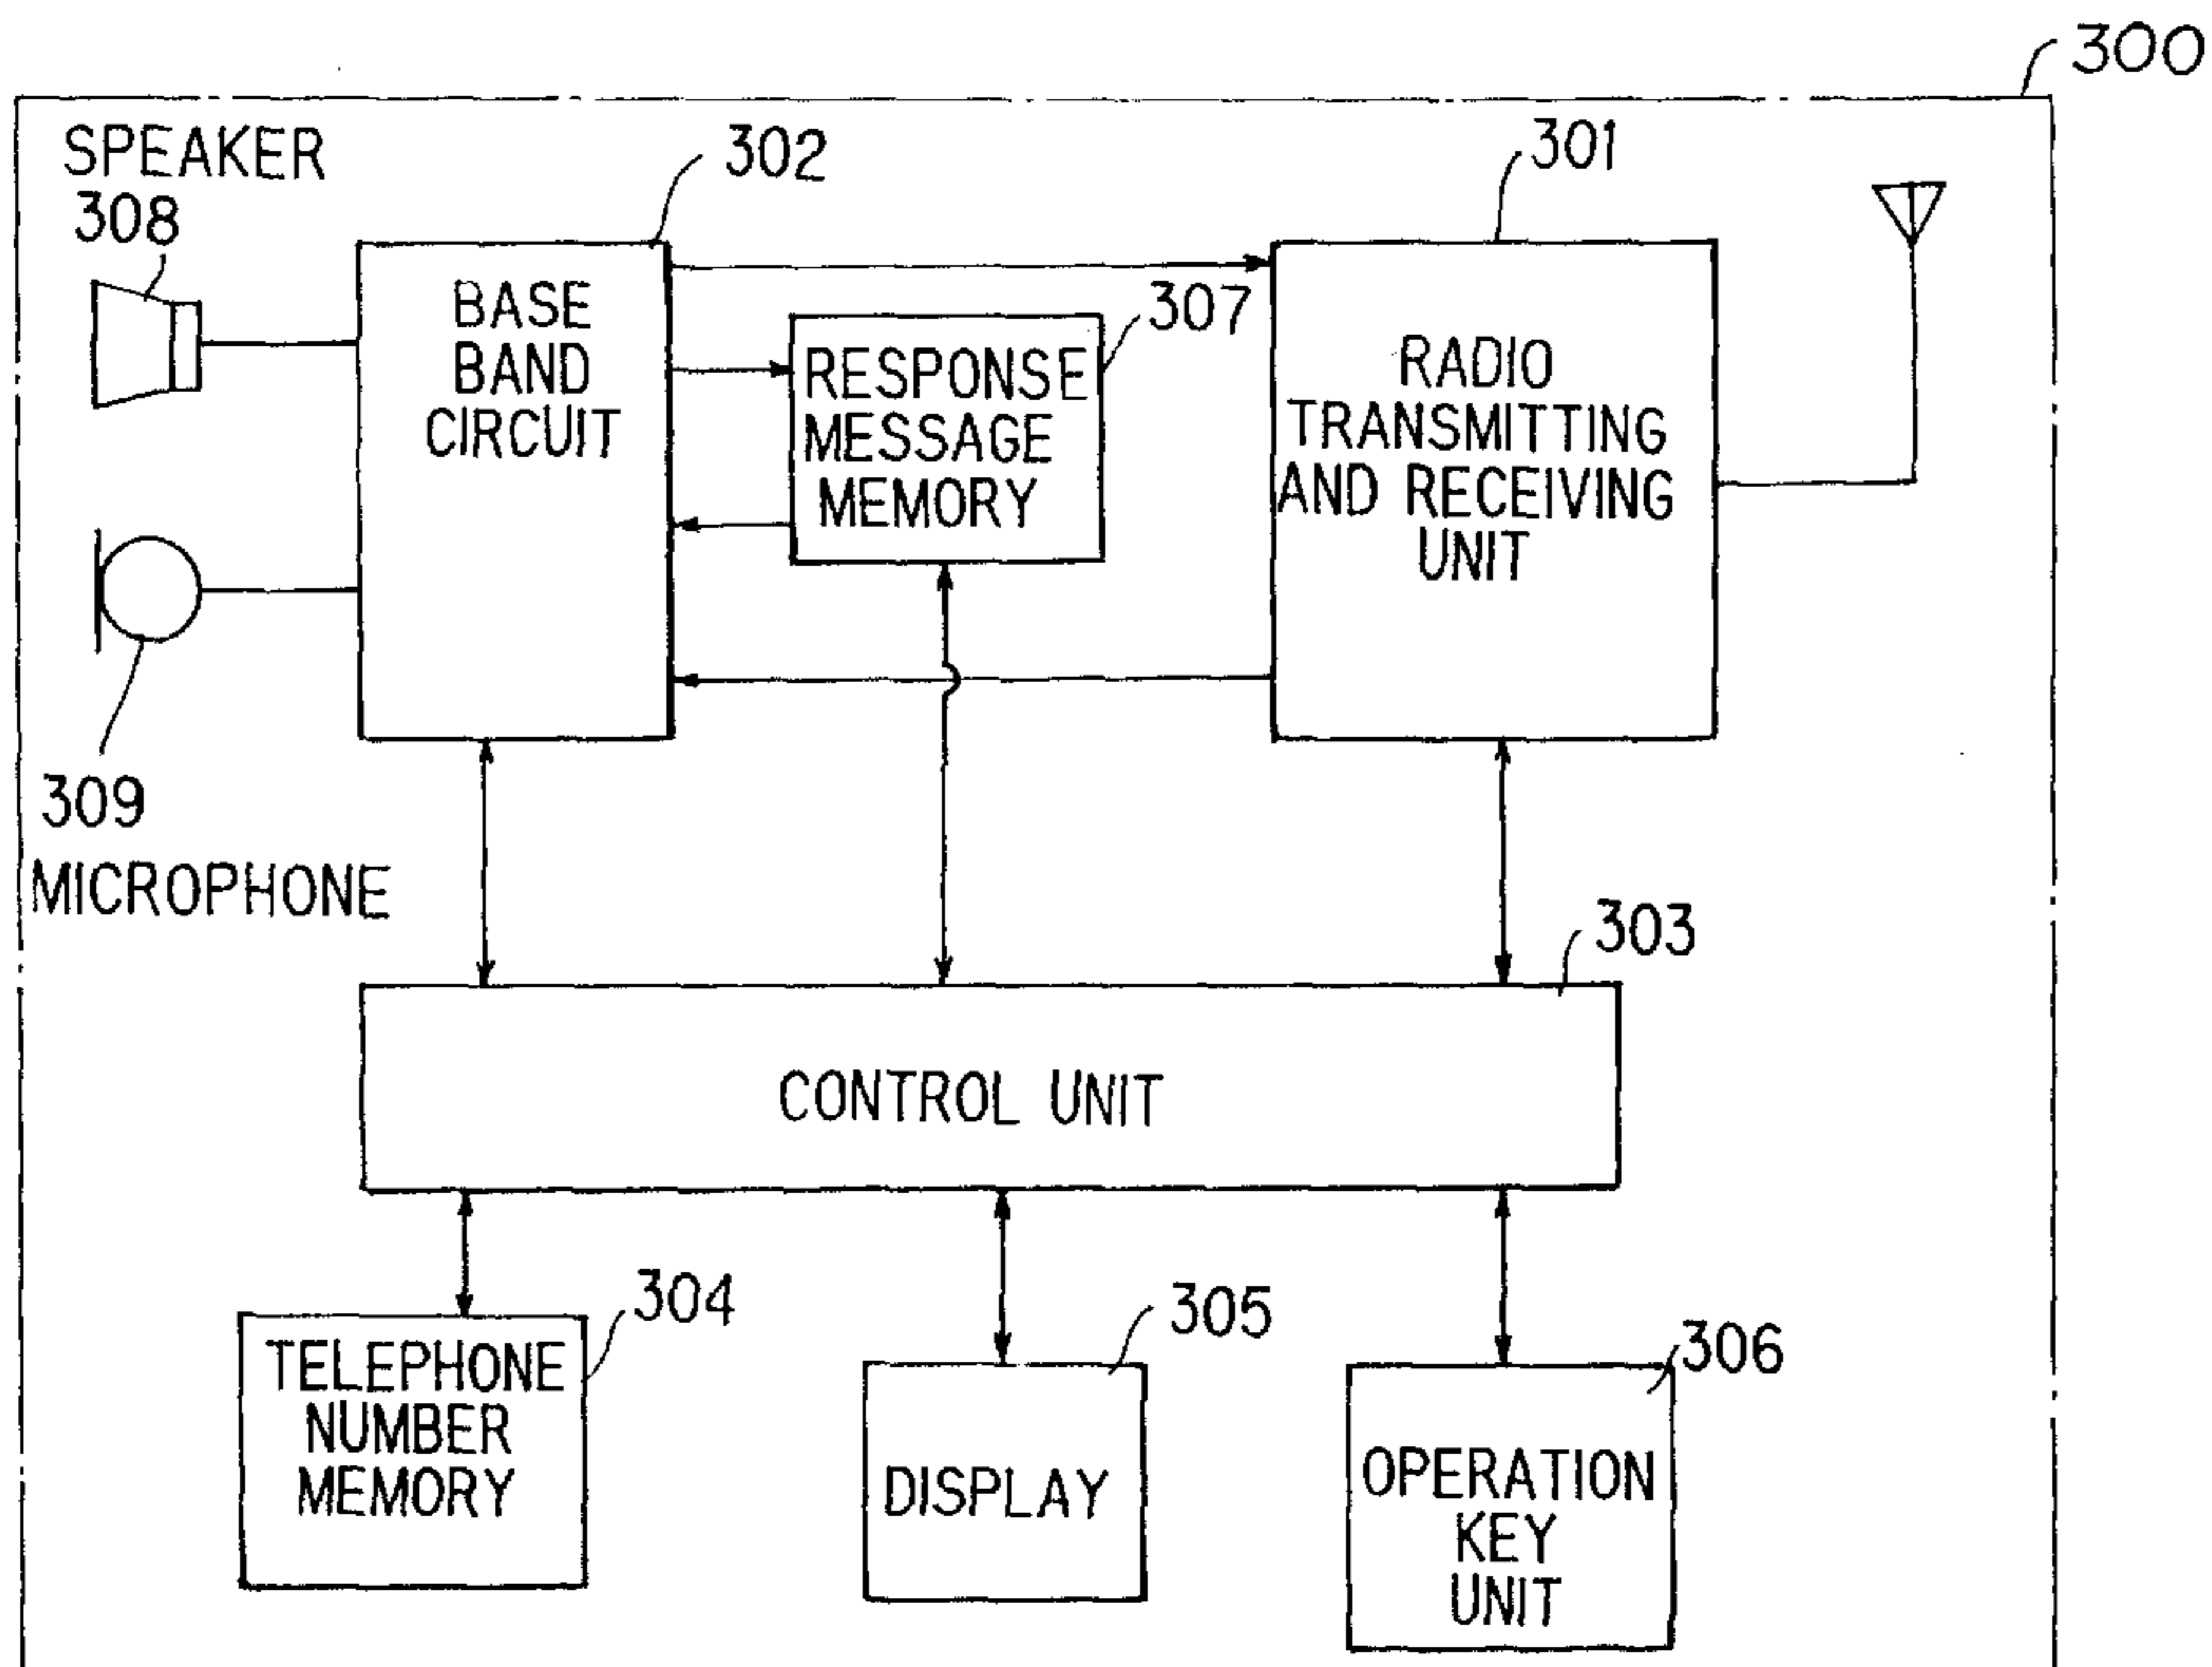 300
SPEAKER
308
302
301
BASE
BAND
CIRCUIT
307
RESPONSE
MESSAGE
MEMORY
RADIO
TRANSMITTING
AND RECEIVING
UNIT
309
MICROPHONE
303
CONTROL UNIT
304
TELEPHONE
NUMBER
MEMORY
305
DISPLAY
306
OPERATION
KEY
UNIT